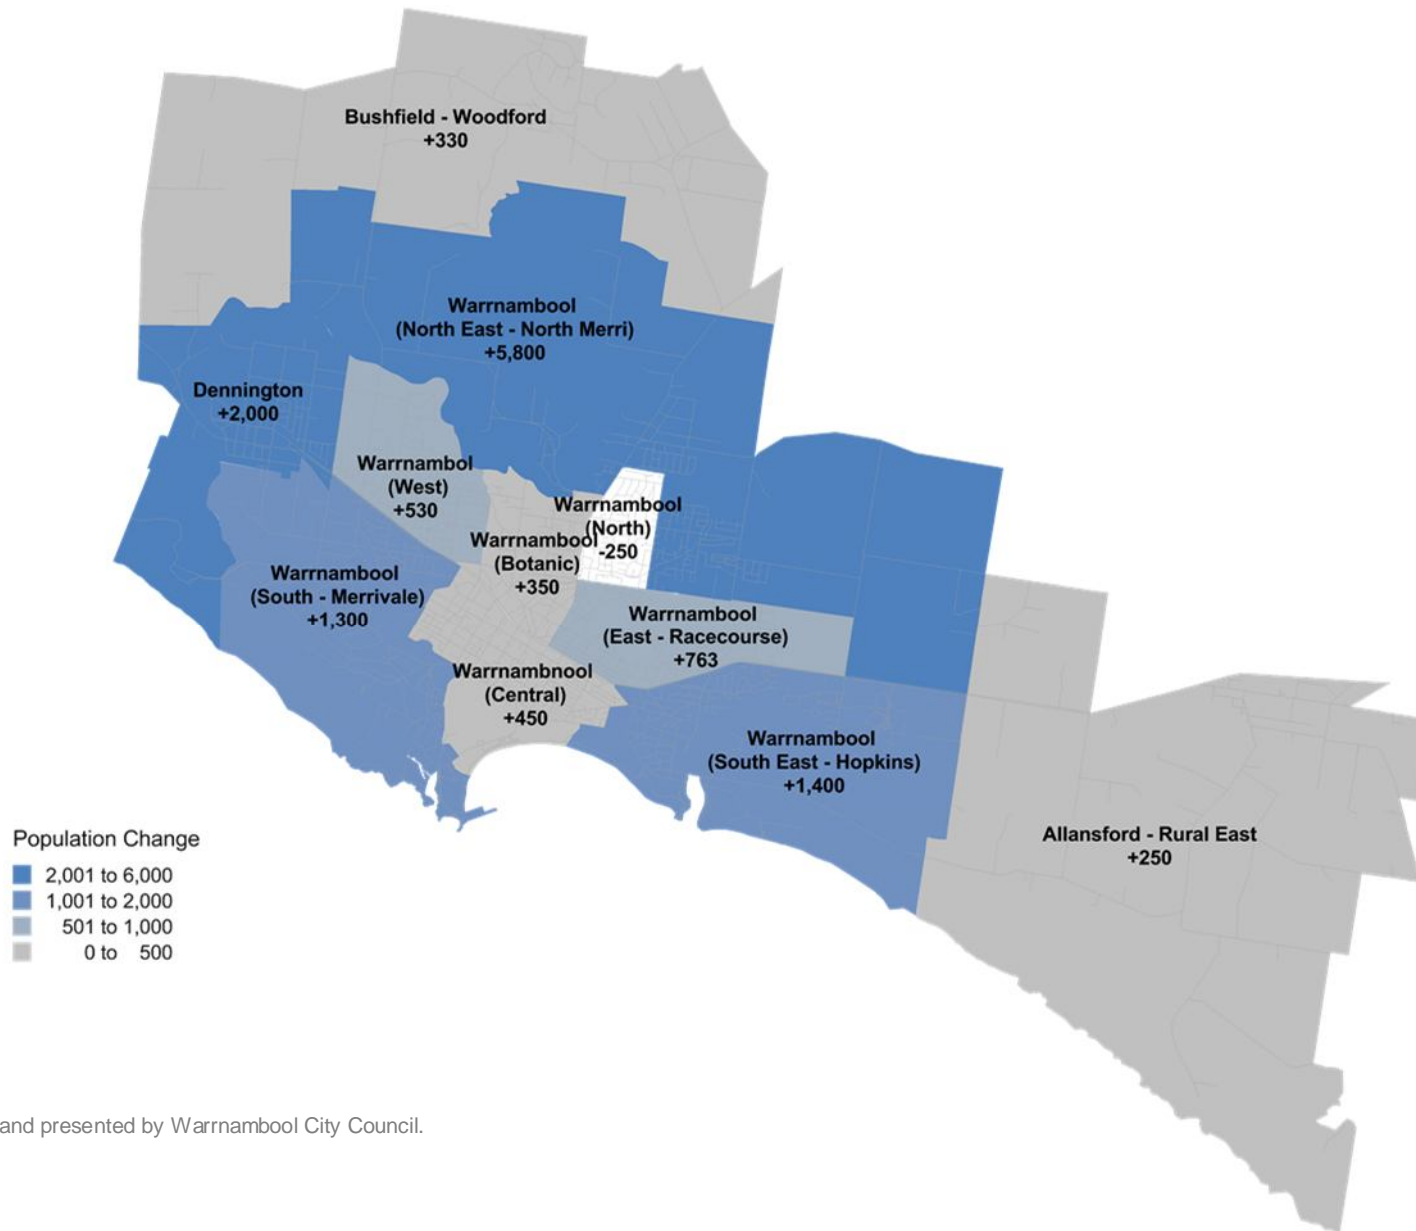 Bushfield - Woodford
+330
Warrnambool
(North East - North Merri)
+5,800
Dennington
+2,000
Warrnambol
(West)
+530
Warrnambool
(North)
-250
Warrnambool
(Botanic)
+350
Warrnambool
(South - Merrivale)
+1,300
Warrnambool
(East - Racecourse)
+763
Warrnambnool
(Central)
+450
Warrnambool
(South East - Hopkins)
+1,400
Allansford - Rural East
+250
Population Change
2,001 to 6,000
1,001 to 2,000
501 to 1,000
0 to 500
and presented by Warrnambool City Council.